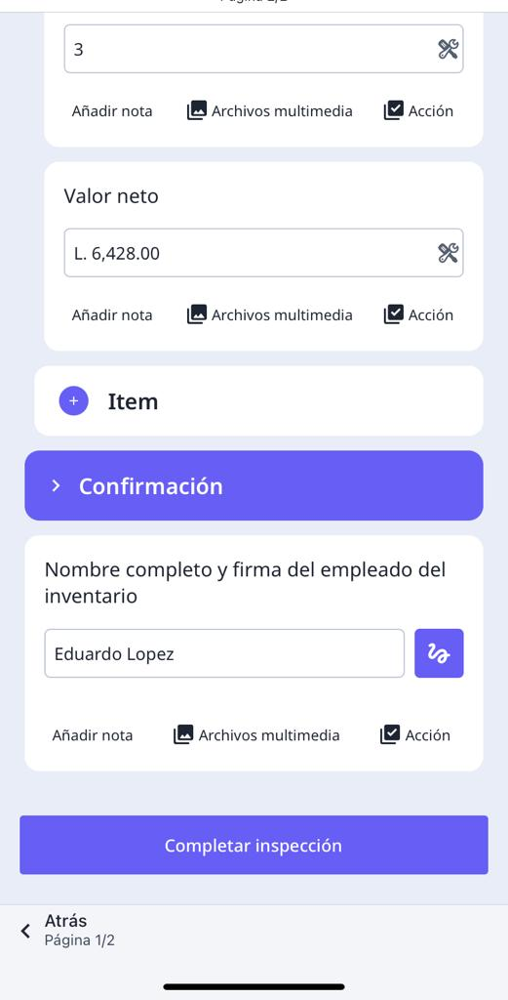 3
Añadir nota
Archivos multimedia
Acción
Valor neto
L. 6,428.00
Añadir nota
Archivos multimedia
Acción
Item
Confirmación
Nombre completo y firma del empleado del
inventario
Eduardo Lopez
Añadir nota
Archivos multimedia
Acción
Completar inspección
Atrás
Página 1/2